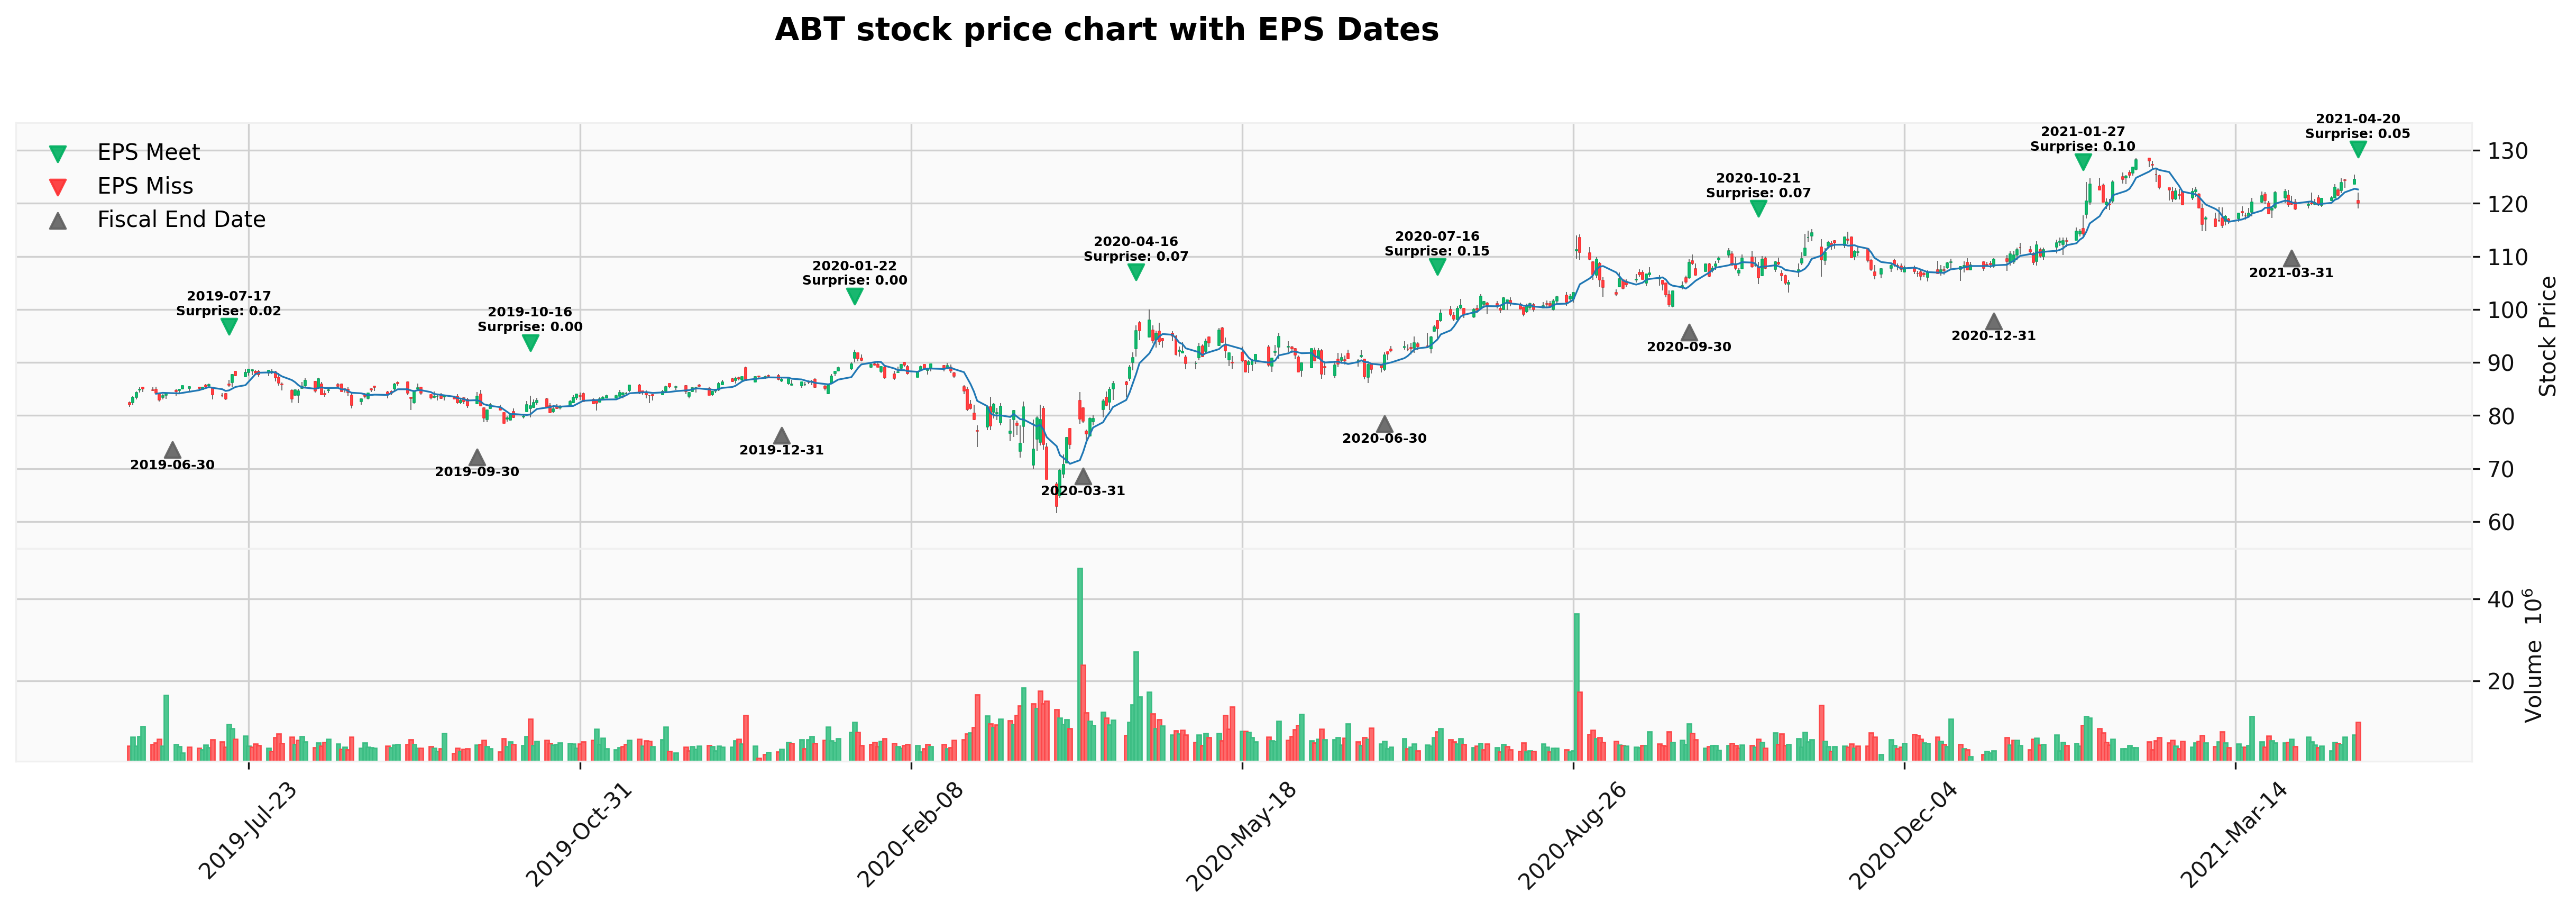 ABT stock price chart with EPS Dates
EPS Meet
EPS Miss
Fiscal End Date
2019-07-17
Surprise: 0.02
2019-10-16
Surprise: 0.00
2020-01-22
Surprise: 0.00
2020-04-16
Surprise: 0.07
2020-07-16
Surprise: 0.15
2020-10-21
Surprise: 0.07
2021-01-27
Surprise: 0.10
2021-04-20
Surprise: 0.05
2019-06-30
2019-09-30
2019-12-31
2020-03-31
2020-06-30
2020-09-30
2020-12-31
2021-03-31
130
120
110
100
90
80
70
60
Stock Price
40
20
Volume 10⁶
2019-Jul-23
2019-Oct-31
2020-Feb-08
2020-May-18
2020-Aug-26
2020-Dec-04
2021-Mar-14